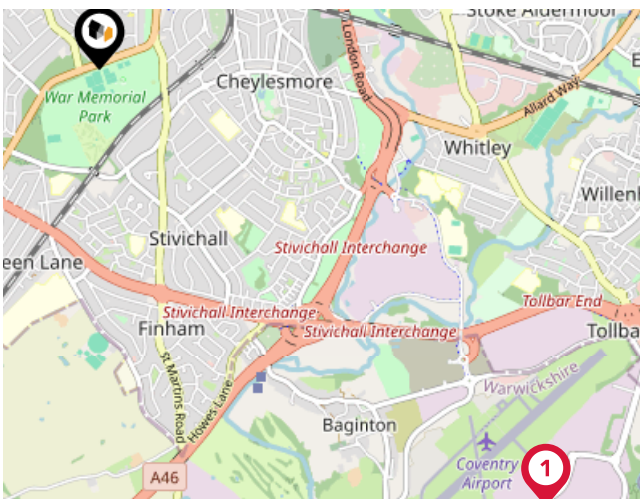 Stoke Aldermoor
London Road
Cheylesmore
War Memorial
Park
Allard Way
Whitley
Willenh
Stivichall
Stivichall Interchange
een Lane
Tollbar End
Stivichall Interchange
Finham
Stivichall Interchange
Tollba
St Martins Road
Howes Lane
Warwickshire
Baginton
Coventry
Airport
1
A46